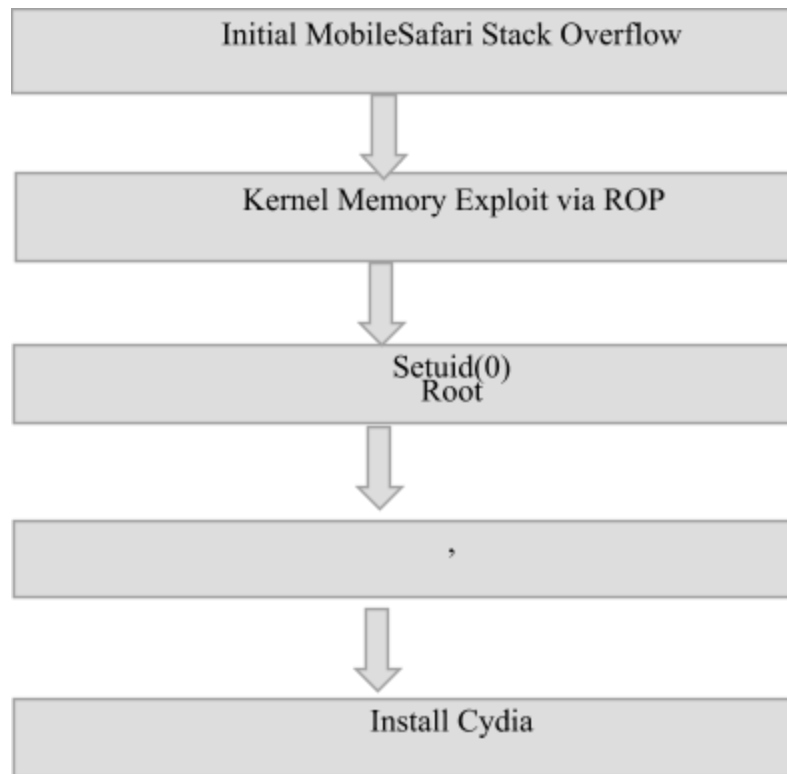 Initial MobileSafari Stack Overflow
Kernel Memory Exploit via ROP
Setuid(0)
Root
,
Install Cydia